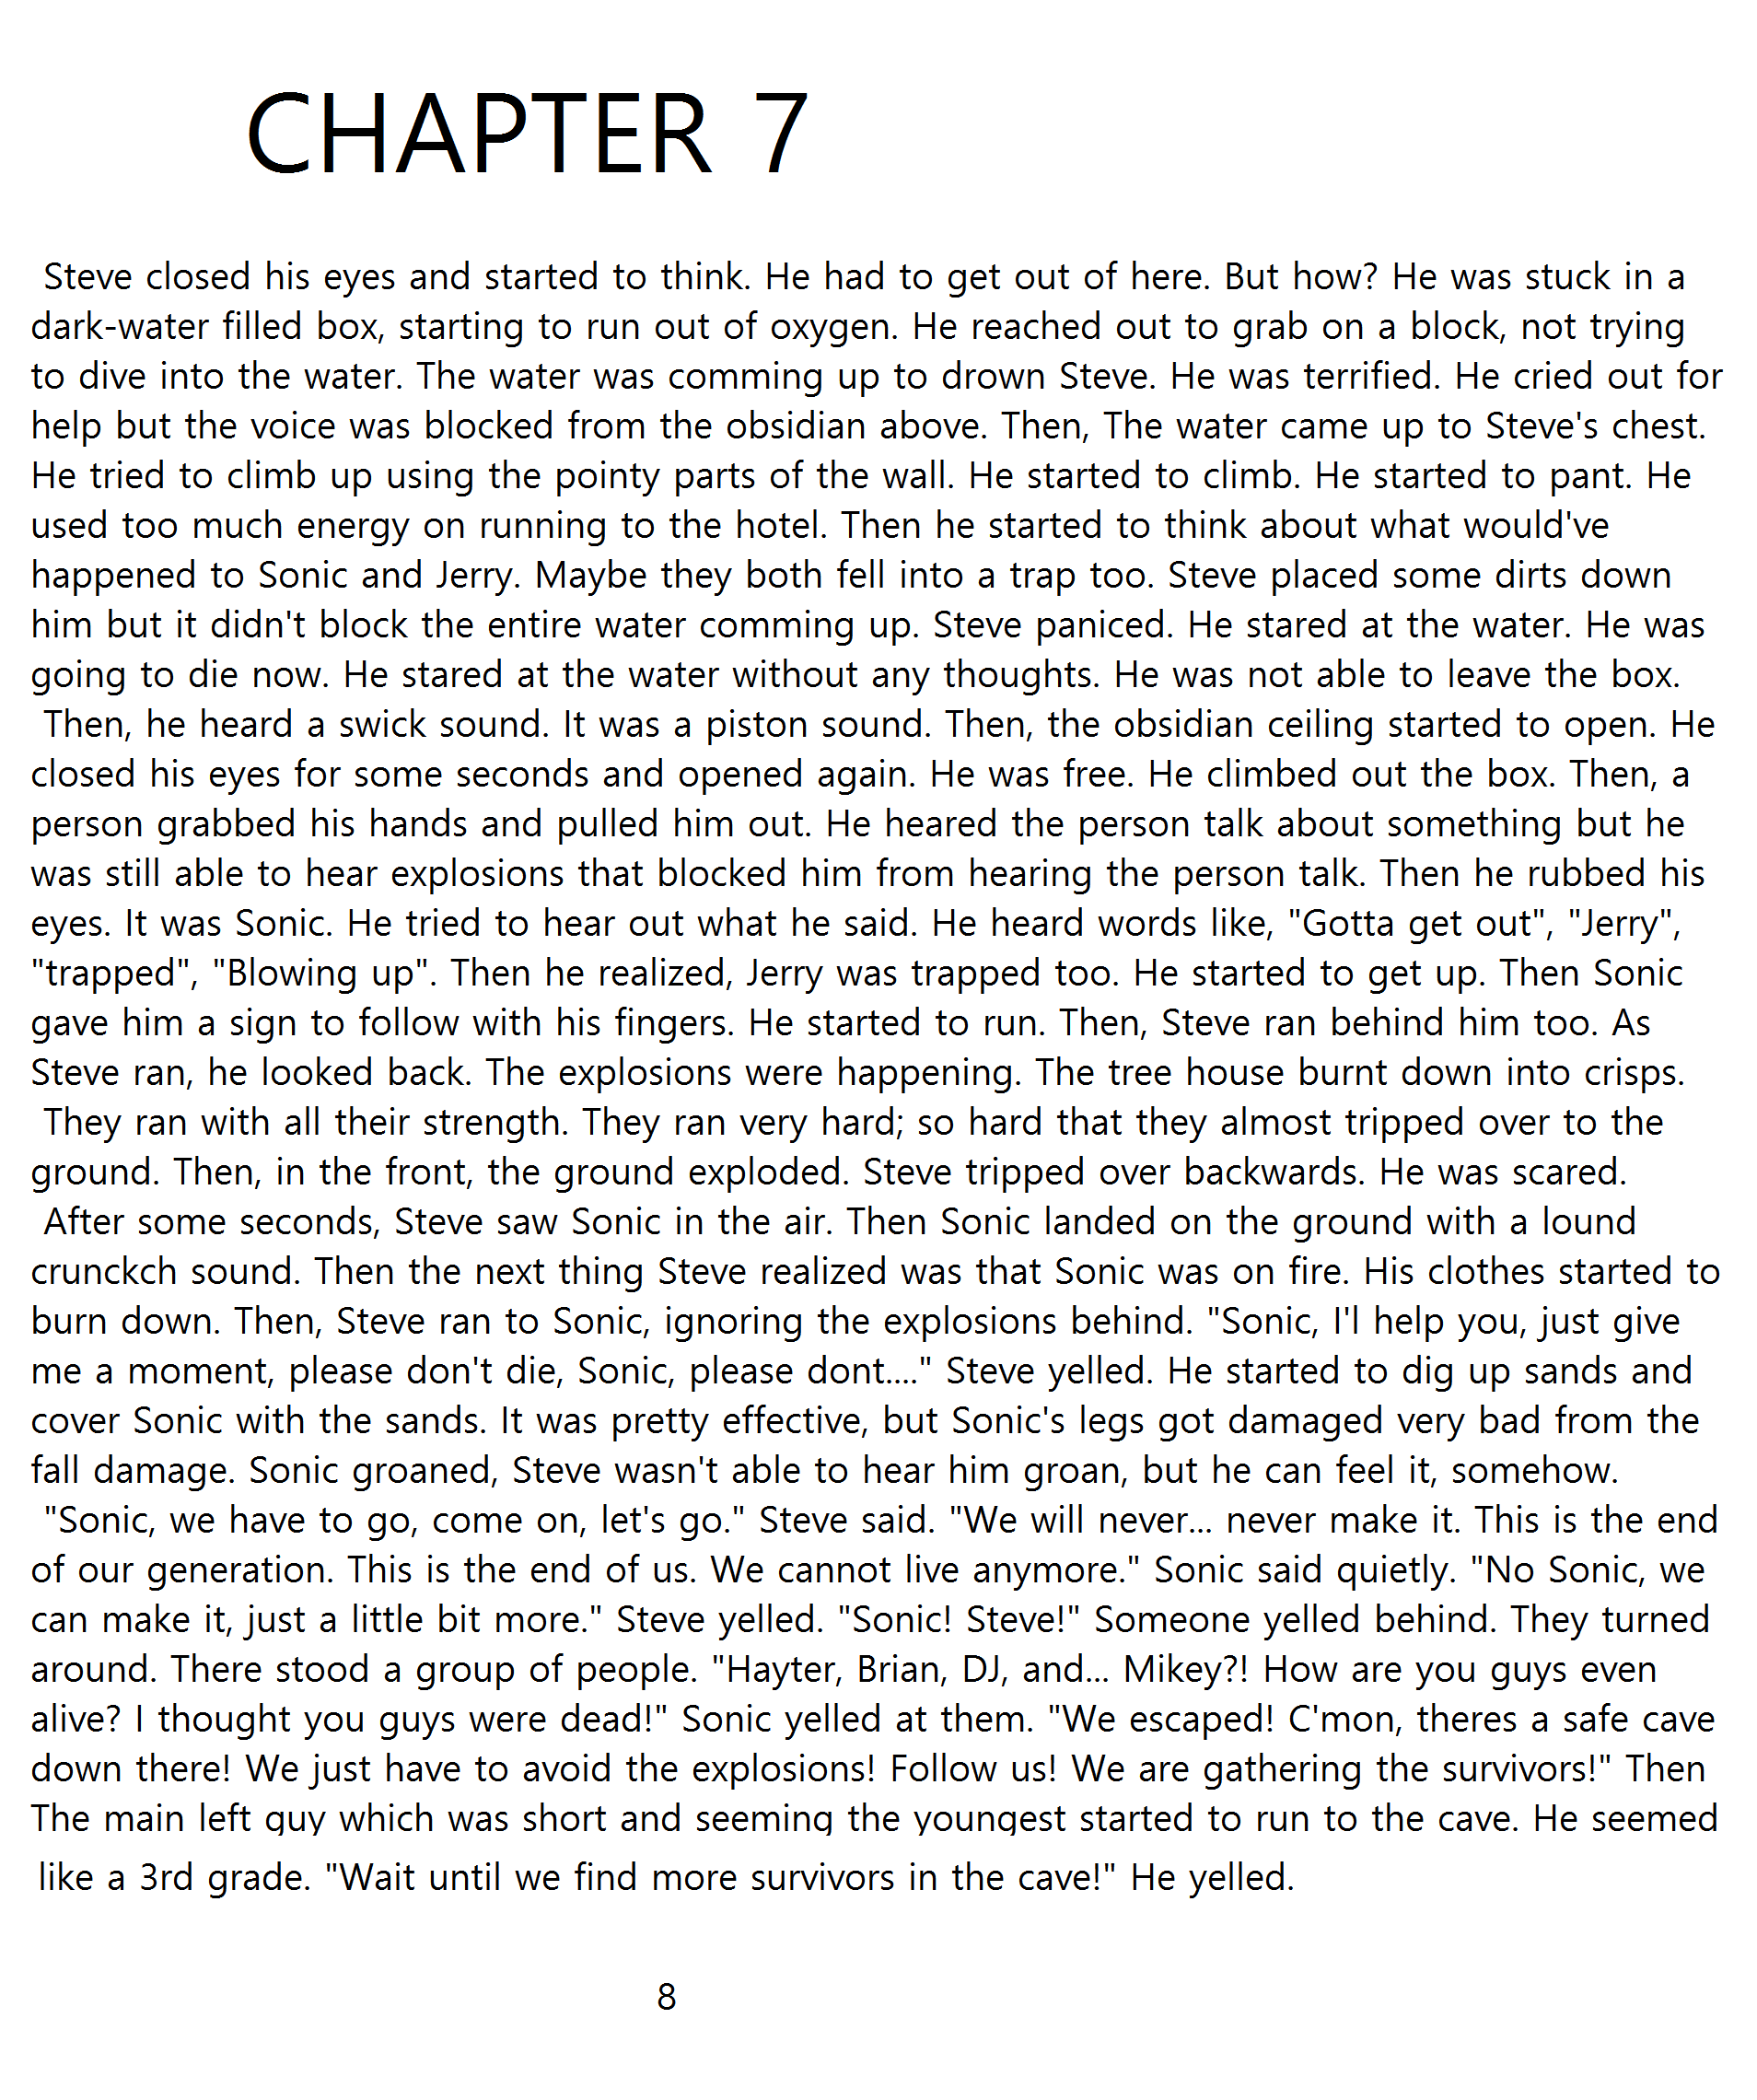 CHAPTER 7
Steve closed his eyes and started to think. He had to get out of here. But how? He was stuck in a
dark-water filled box, starting to run out of oxygen. He reached out to grab on a block, not trying
to dive into the water. The water was comming up to drown Steve. He was terrified. He cried out for
help but the voice was blocked from the obsidian above. Then, The water came up to Steve's chest.
He tried to climb up using the pointy parts of the wall. He started to climb. He started to pant. He
used too much energy on running to the hotel. Then he started to think about what would've
happened to Sonic and Jerry. Maybe they both fell into a trap too. Steve placed some dirts down
him but it didn't block the entire water comming up. Steve paniced. He stared at the water. He was
going to die now. He stared at the water without any thoughts. He was not able to leave the box.
Then, he heard a swick sound. It was a piston sound. Then, the obsidian ceiling started to open. He
closed his eyes for some seconds and opened again. He was free. He climbed out the box. Then, a
person grabbed his hands and pulled him out. He heared the person talk about something but he
was still able to hear explosions that blocked him from hearing the person talk. Then he rubbed his
eyes. It was Sonic. He tried to hear out what he said. He heard words like, "Gotta get out", "Jerry",
"trapped", "Blowing up". Then he realized, Jerry was trapped too. He started to get up. Then Sonic
gave him a sign to follow with his fingers. He started to run. Then, Steve ran behind him too. As
Steve ran, he looked back. The explosions were happening. The tree house burnt down into crisps.
They ran with all their strength. They ran very hard; so hard that they almost tripped over to the
ground. Then, in the front, the ground exploded. Steve tripped over backwards. He was scared.
After some seconds, Steve saw Sonic in the air. Then Sonic landed on the ground with a lound
crunckch sound. Then the next thing Steve realized was that Sonic was on fire. His clothes started to
burn down. Then, Steve ran to Sonic, ignoring the explosions behind. "Sonic, I'l help you, just give
me a moment, please don't die, Sonic, please dont...." Steve yelled. He started to dig up sands and
cover Sonic with the sands. It was pretty effective, but Sonic's legs got damaged very bad from the
fall damage. Sonic groaned, Steve wasn't able to hear him groan, but he can feel it, somehow.
"Sonic, we have to go, come on, let's go." Steve said. "We will never... never make it. This is the end
of our generation. This is the end of us. We cannot live anymore." Sonic said quietly. "No Sonic, we
can make it, just a little bit more." Steve yelled. "Sonic! Steve!" Someone yelled behind. They turned
around. There stood a group of people. "Hayter, Brian, DJ, and... Mikey?! How are you guys even
alive? I thought you guys were dead!" Sonic yelled at them. "We escaped! C'mon, theres a safe cave
down there! We just have to avoid the explosions! Follow us! We are gathering the survivors!" Then
The main left guy which was short and seeming the youngest started to run to the cave. He seemed
like a 3rd grade. "Wait until we find more survivors in the cave!" He yelled.
8